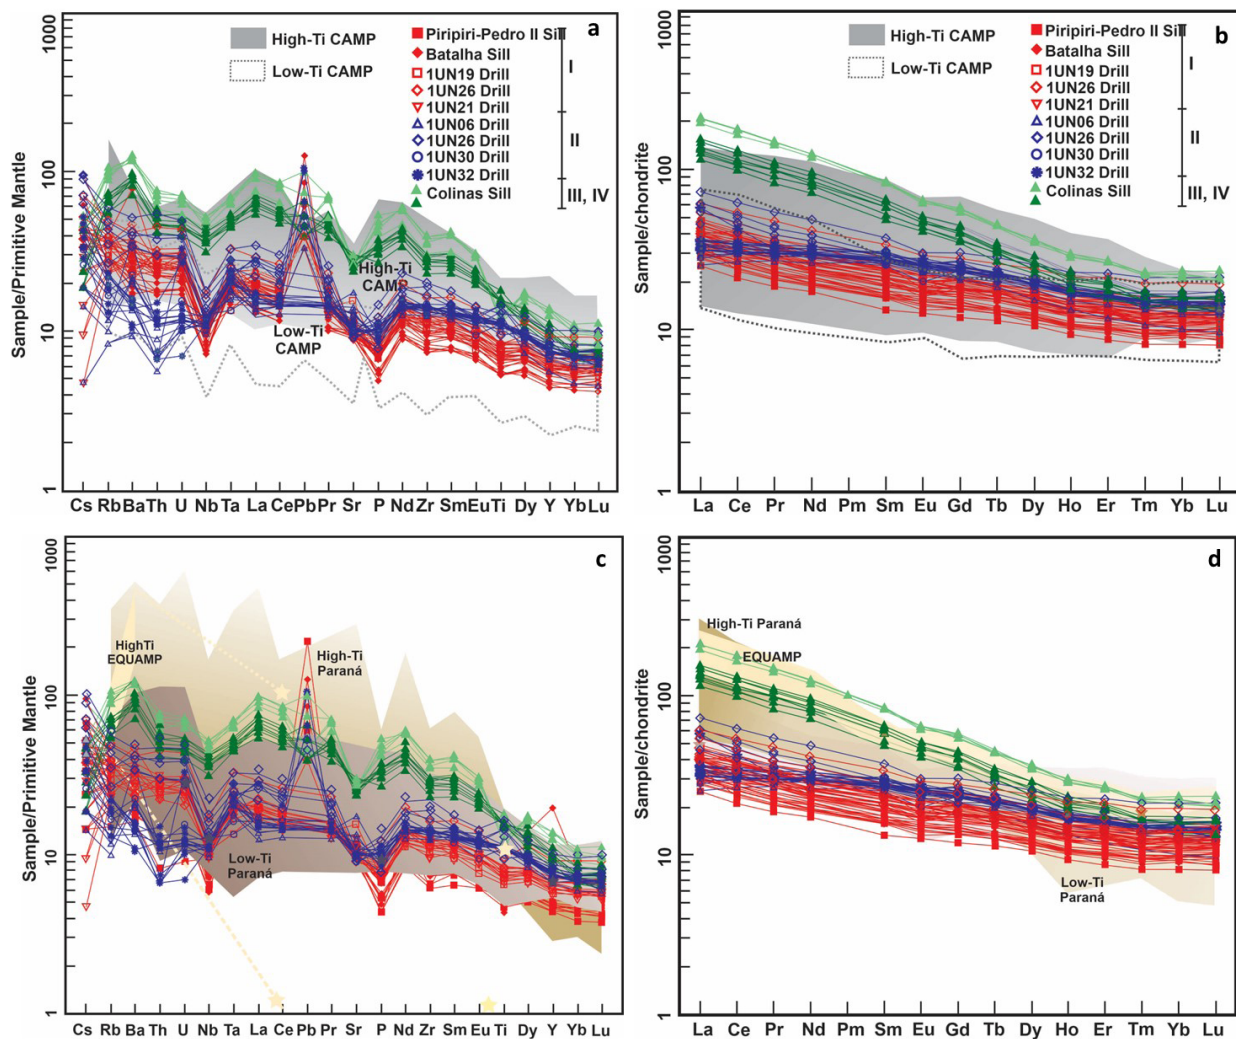 a
1000
100
10
1
Sample/Primitive Mantle
High-Ti CAMP
Low-Ti CAMP
Piripiri-Pedro II Sill
Batalha Sill
1UN19 Drill
1UN26 Drill
1UN21 Drill
1UN06 Drill
1UN26 Drill
1UN30 Drill
1UN32 Drill
Colinas Sill
I
II
III, IV
High-Ti
CAMP
Low-Ti
CAMP
Cs Rb Ba Th U Nb Ta La Ce Pb Pr Sr P Nd Zr Sm Eu Ti Dy Y Yb Lu
b
1000
100
10
1
Sample/chondrite
High-Ti CAMP
Low-Ti CAMP
Piripiri-Pedro II Sill
Batalha Sill
1UN19 Drill
1UN26 Drill
1UN21 Drill
1UN06 Drill
1UN26 Drill
1UN30 Drill
1UN32 Drill
Colinas Sill
I
II
III, IV
La Ce Pr Nd Pm Sm Eu Gd Tb Dy Ho Er Tm Yb Lu
c
1000
100
10
1
Sample/Primitive Mantle
HighTi
EQUAMP
High-Ti
Paraná
Low-Ti
Paraná
Cs Rb Ba Th U Nb Ta La Ce Pb Pr Sr P Nd Zr Sm Eu Ti Dy Y Yb Lu
d
1000
100
10
1
Sample/chondrite
High-Ti Paraná
EQUAMP
Low-Ti
Paraná
La Ce Pr Nd Pm Sm Eu Gd Tb Dy Ho Er Tm Yb Lu